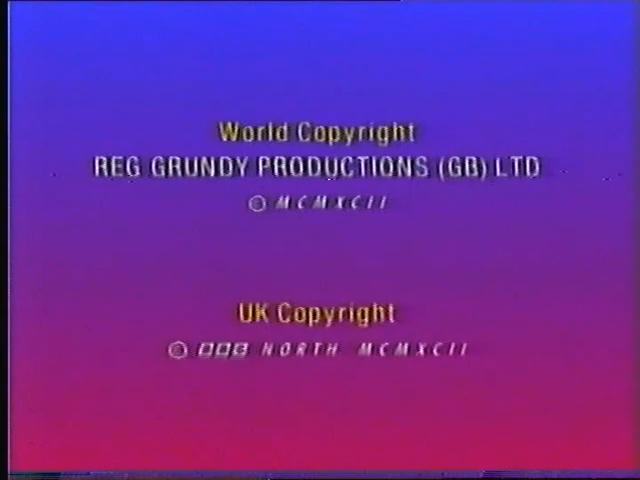 World Copyright
REG GRUNDY PRODUCTIONS (GB) LTD
© MCMXCII
UK Copyright
© BBC NORTH MCMXCII